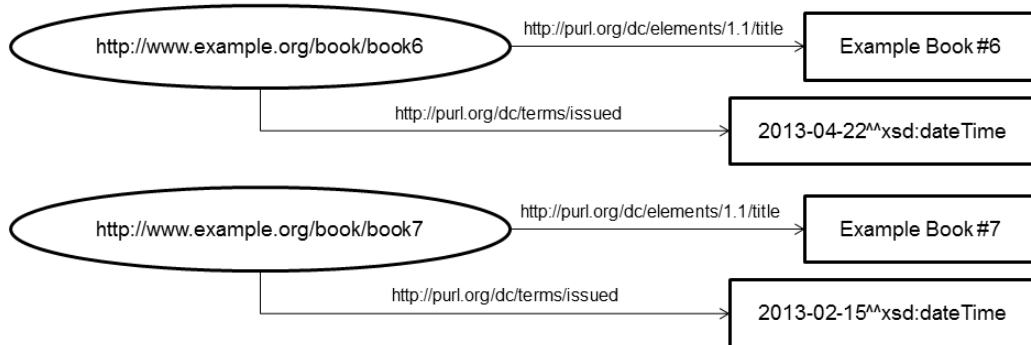 http://www.example.org/book/book6
http://purl.org/dc/elements/1.1/title
Example Book #6
http://purl.org/dc/terms/issued
2013-04-22^^xsd:dateTime
http://www.example.org/book/book7
http://purl.org/dc/elements/1.1/title
Example Book #7
http://purl.org/dc/terms/issued
2013-02-15^^xsd:dateTime